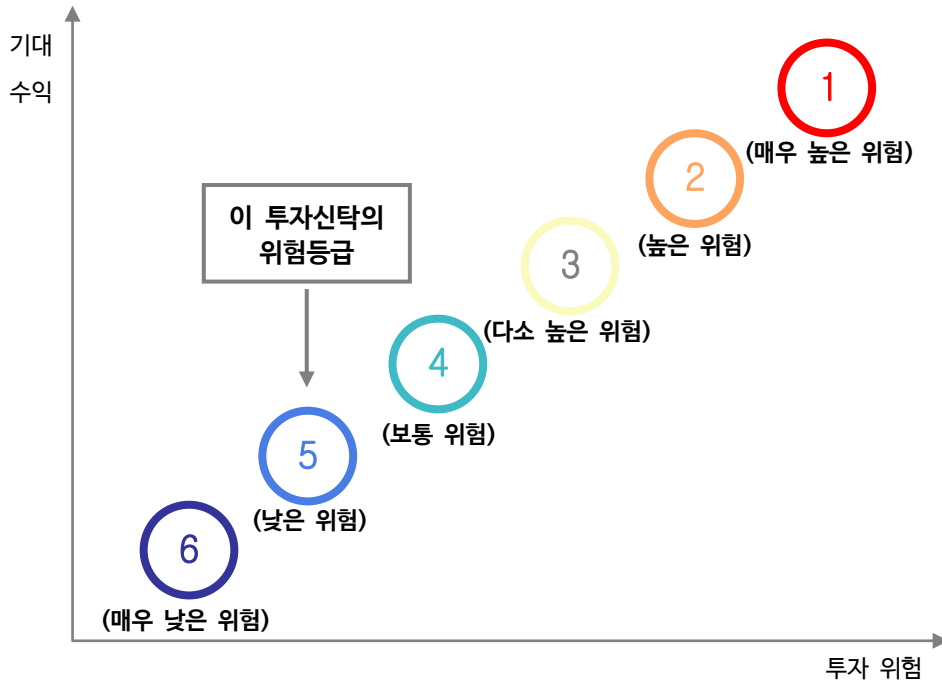 기대
수익
1
(매우 높은 위험)
2
(높은 위험)
이 투자신탁의
위험등급
3
(다소 높은 위험)
4
(보통 위험)
5
(낮은 위험)
6
(매우 낮은 위험)
투자 위험